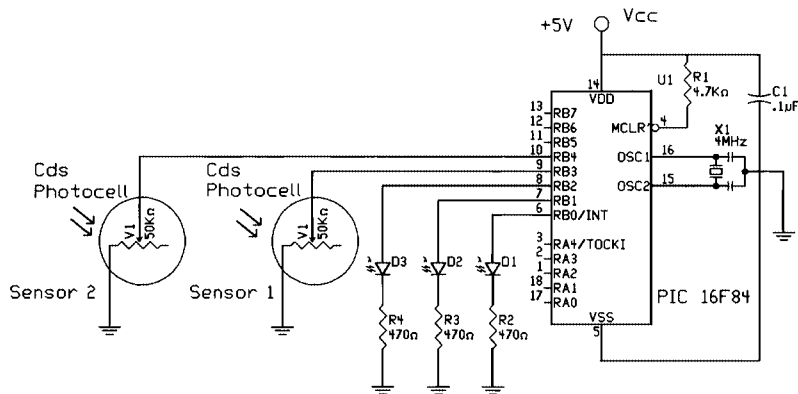 +5V
Vcc
14
VDD
U1
R1
4.7KΩ
C1
.1µF
13
RB7
12
RB6
11
RB5
10
RB4
9
RB3
8
RB2
7
RB1
6
RB0/INT
3
RA4/TOCKI
2
RA3
1
RA2
18
RA1
17
RA0
MCLR
4
OSC1
16
OSC2
15
X1
4MHz
VSS
5
PIC 16F84
Cds
Photocell
V1
50KΩ
Sensor 2
Cds
Photocell
V1
50KΩ
Sensor 1
D3
D2
D1
R4
470Ω
R3
470Ω
R2
470Ω